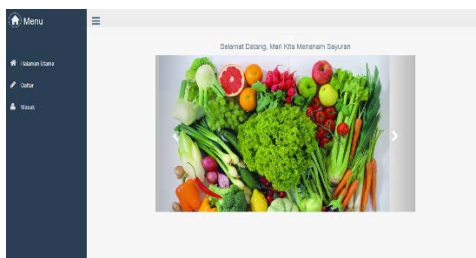 Menu
Halaman Utama
Daftar
Masuk
Selamat Datang, Mari Kita Menanam Sayuran